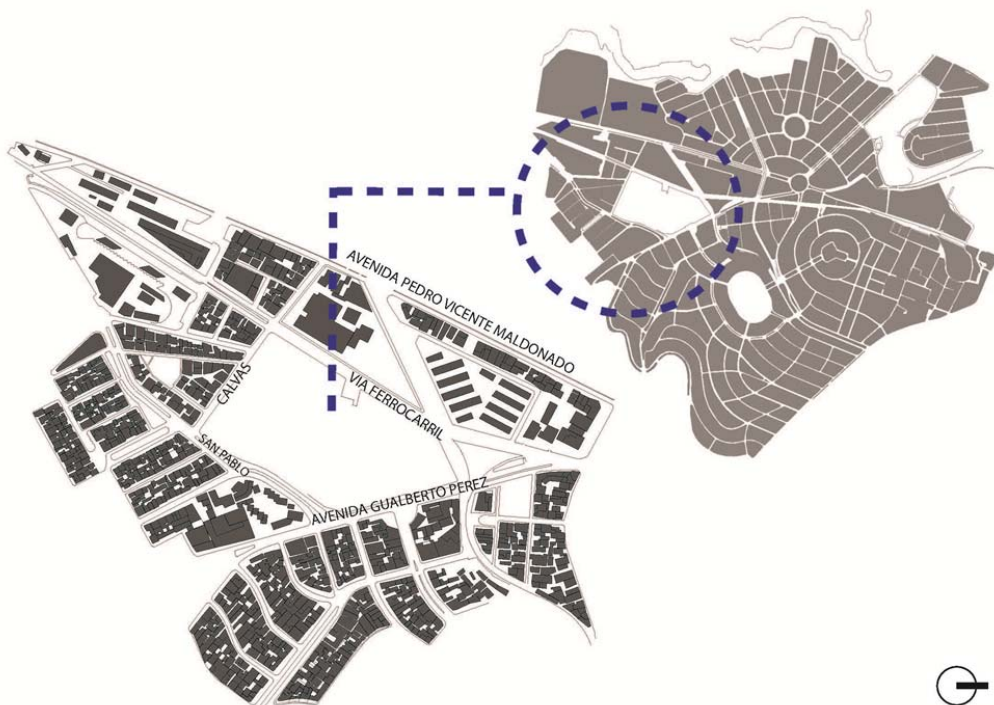 AVENIDA PEDRO VICENTE MALDONADO
VIA FERROCARRIL
CALVAS
SAN PABLO
AVENIDA GUALBERTO PEREZ